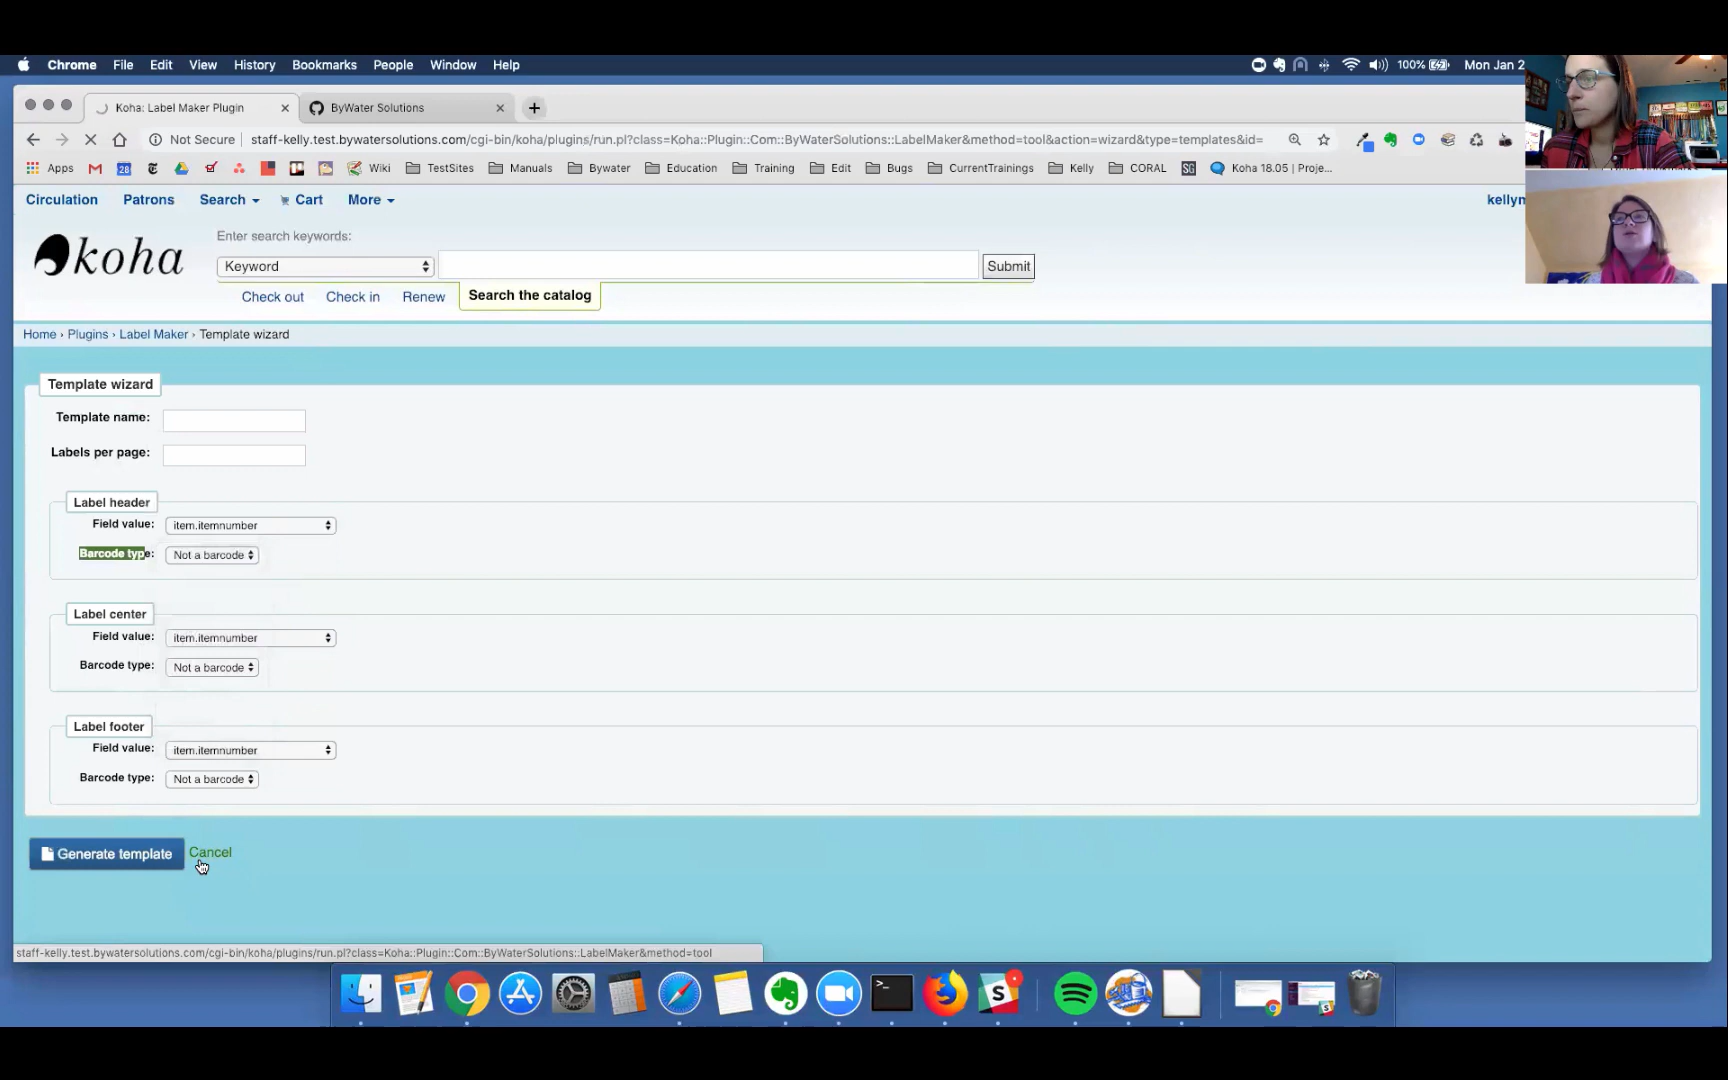 Chrome File Edit View History Bookmarks People Window Help 100% Mon Jan 2
Koha: Label Maker Plugin ByWater Solutions
Not Secure staff-kelly.test.bywatersolutions.com/cgi-bin/koha/plugins/run.pl?class=Koha::Plugin::Com::ByWaterSolutions::LabelMaker&method=tool&action=wizard&type=templates&id=
Apps 28 Wiki TestSites Manuals Bywater Education Training Edit Bugs CurrentTrainings Kelly CORAL SG Koha 18.05 | Proje...
Circulation Patrons Search Cart More kellyn
koha
Enter search keywords:
Keyword Submit
Check out Check in Renew Search the catalog
Home › Plugins › Label Maker › Template wizard
Template wizard
Template name:
Labels per page:
Label header
Field value: item.itemnumber
Barcode type: Not a barcode
Label center
Field value: item.itemnumber
Barcode type: Not a barcode
Label footer
Field value: item.itemnumber
Barcode type: Not a barcode
Generate template Cancel
staff-kelly.test.bywatersolutions.com/cgi-bin/koha/plugins/run.pl?class=Koha::Plugin::Com::ByWaterSolutions::LabelMaker&method=tool